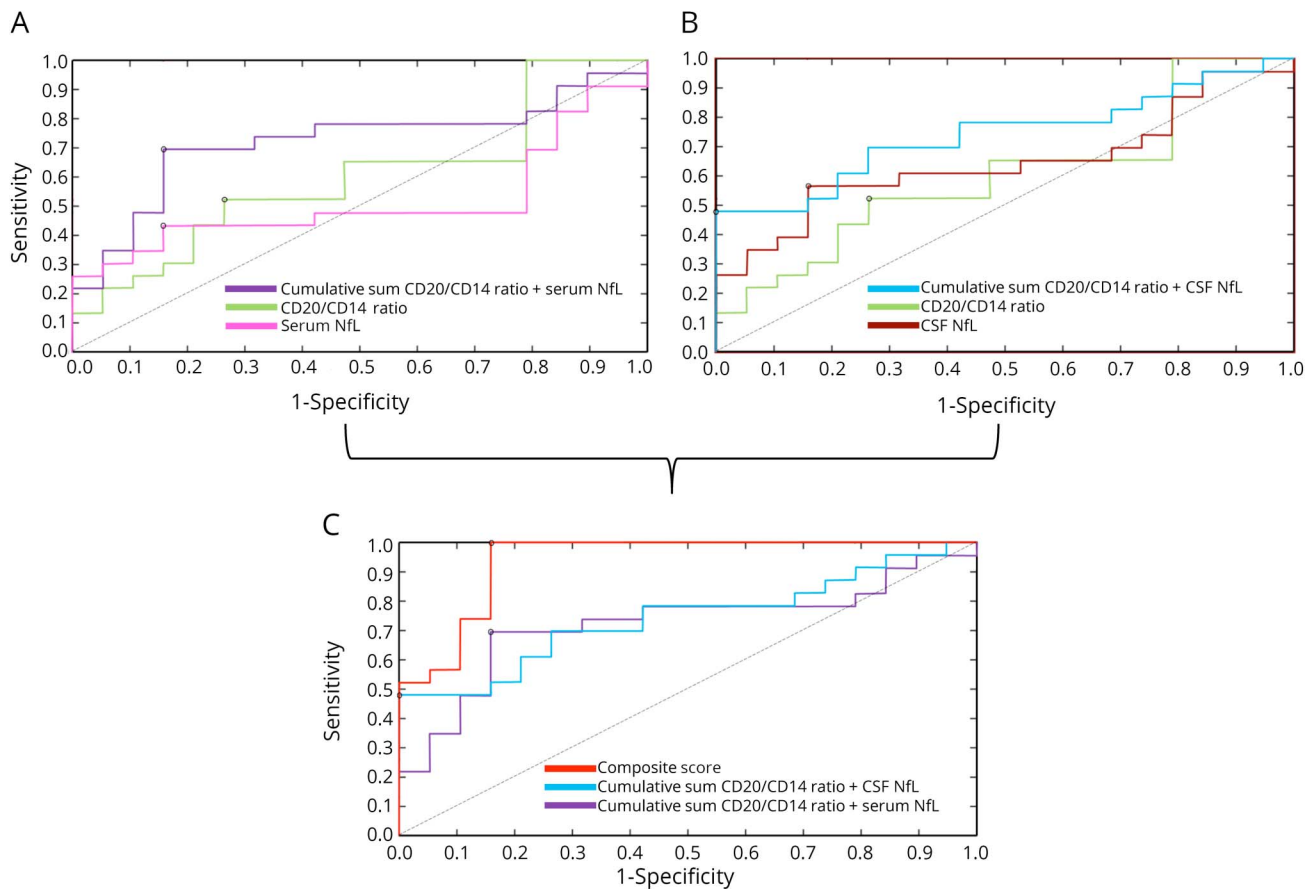 A
1.0
0.9
0.8
0.7
0.6
0.5
0.4
0.3
0.2
0.1
0.0
Sensitivity
Cumulative sum CD20/CD14 ratio + serum NfL
CD20/CD14 ratio
Serum NfL
0.0 0.1 0.2 0.3 0.4 0.5 0.6 0.7 0.8 0.9 1.0
1-Specificity
B
1.0
0.9
0.8
0.7
0.6
0.5
0.4
0.3
0.2
0.1
0.0
Cumulative sum CD20/CD14 ratio + CSF NfL
CD20/CD14 ratio
CSF NfL
0.0 0.1 0.2 0.3 0.4 0.5 0.6 0.7 0.8 0.9 1.0
1-Specificity
C
1.0
0.9
0.8
0.7
0.6
0.5
0.4
0.3
0.2
0.1
0.0
Sensitivity
Composite score
Cumulative sum CD20/CD14 ratio + CSF NfL
Cumulative sum CD20/CD14 ratio + serum NfL
0.0 0.1 0.2 0.3 0.4 0.5 0.6 0.7 0.8 0.9 1.0
1-Specificity